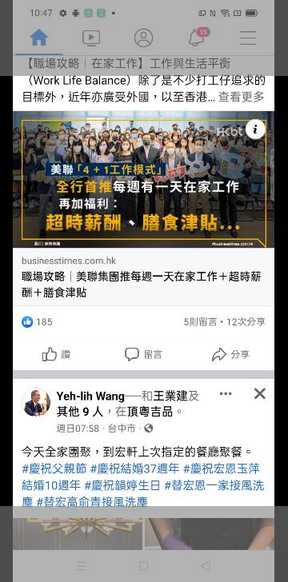 10:47
15
【職場攻略｜在家工作】工作與生活平衡
（Work Life Balance）除了是不少打工仔追求的
目標外，近年亦廣受外國，以至香港... 查看更多
HKbt
美聯「4 + 1工作模式」
全行首推每週有一天在家工作
再加福利：
超時薪酬、膳食津貼...
businesstimes.com.hk
businesstimes.com.hk
職場攻略｜美聯集團推每週一天在家工作＋超時薪
酬＋膳食津貼
185
5則留言・12次分享
讚
留言
分享
Yeh-lih Wang──和王業建及
其他 9 人，在頂粵吉品。
週日07:58・台中市・
今天全家團聚，到宏軒上次指定的餐廳聚餐。
#慶祝父親節 #慶祝結婚37週年 #慶祝宏恩玉萍
結婚10週年 #慶祝韻婷生日 #替宏恩一家接風洗
塵 #替宏高俞青接風洗塵